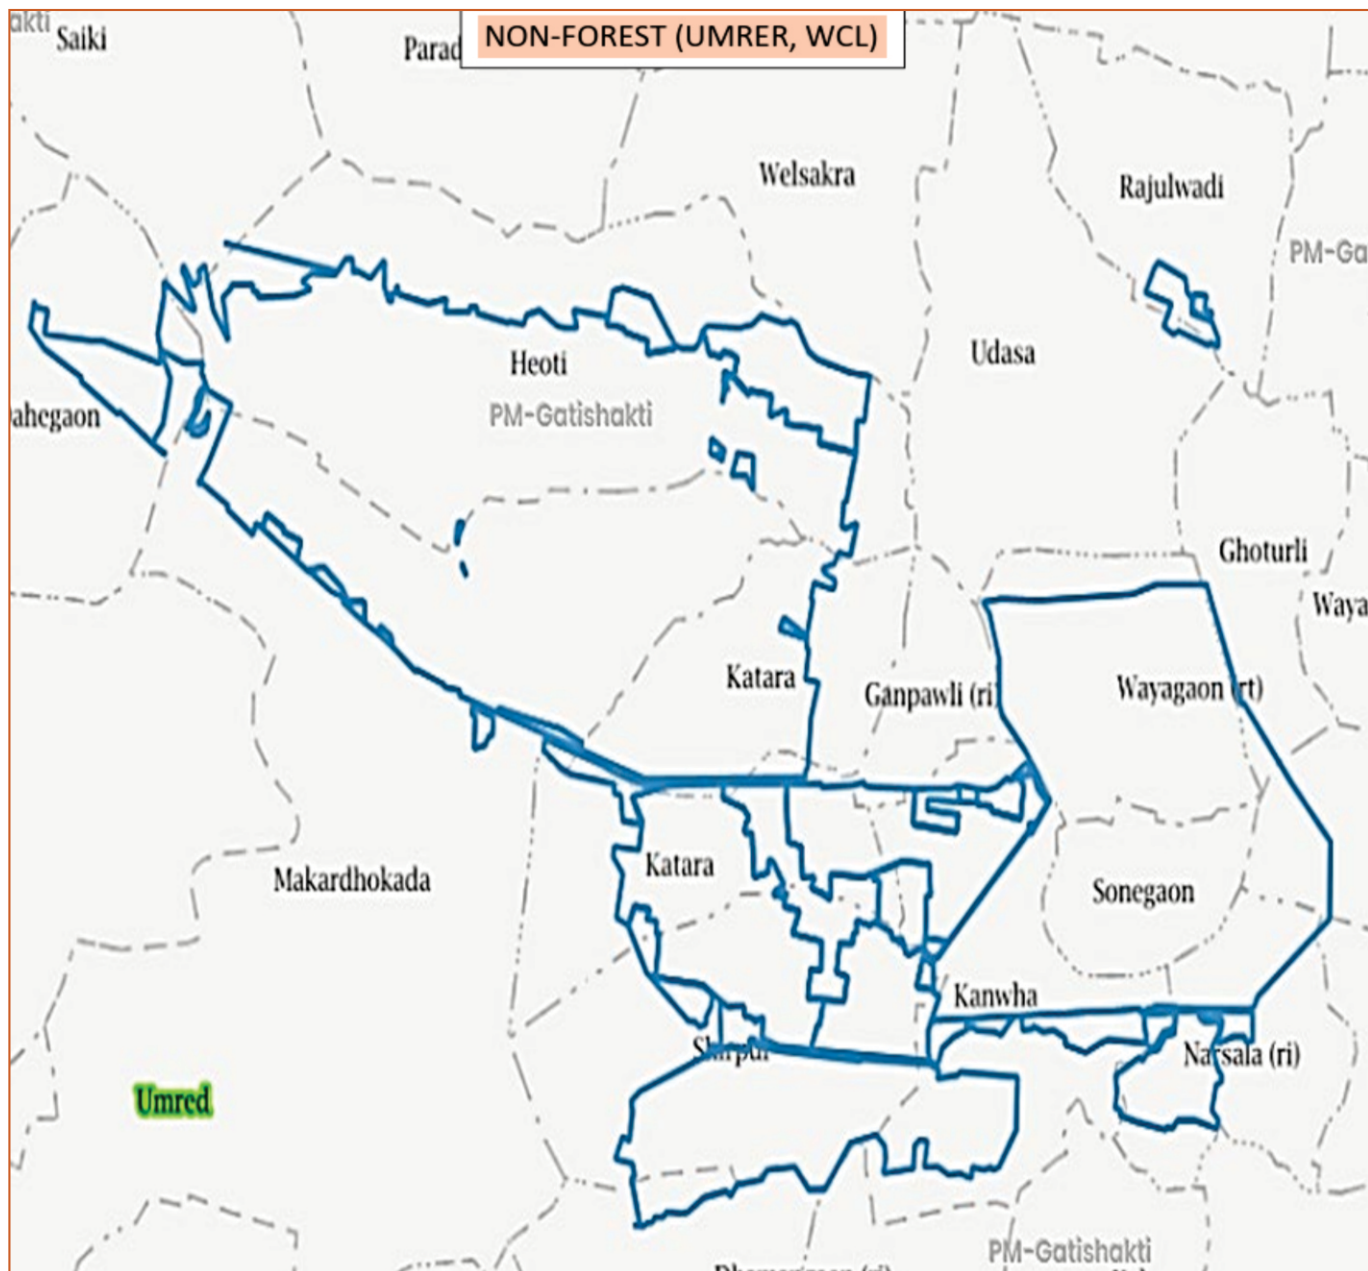 akti
Saiki
Parad
NON-FOREST (UMRER, WCL)
Welsakra
Rajulwadi
PM-Ga
Udasa
Heoti
PM-Gatishakti
ahegaon
Ghoturli
Waya
Katara
Ganpawli (ri)
Wayagaon (rt)
Katara
Makardhokada
Sonegaon
Kanwha
Shirpur
Narsala (ri)
Umred
PM-Gatishakti